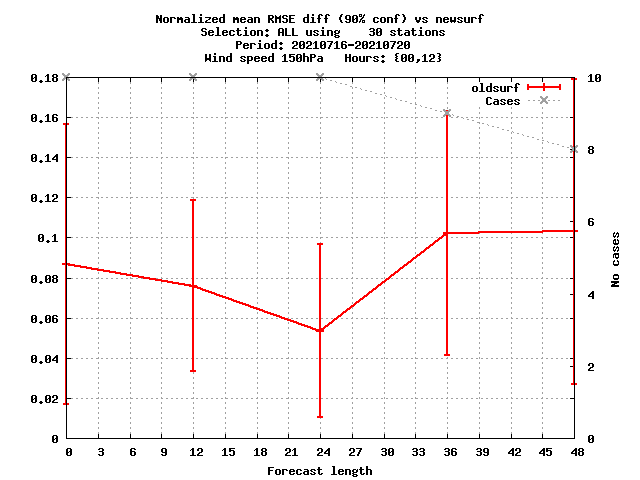 Normalized mean RMSE diff (90% conf) vs newsurf
Selection: ALL using    30 stations
Period: 20210716-20210720
Wind speed 150hPa   Hours: {00,12}
oldsurf
Cases
0.18
0.16
0.14
0.12
0.1
0.08
0.06
0.04
0.02
0
10
8
6
4
2
0
No cases
0 3 6 9 12 15 18 21 24 27 30 33 36 39 42 45 48
Forecast length